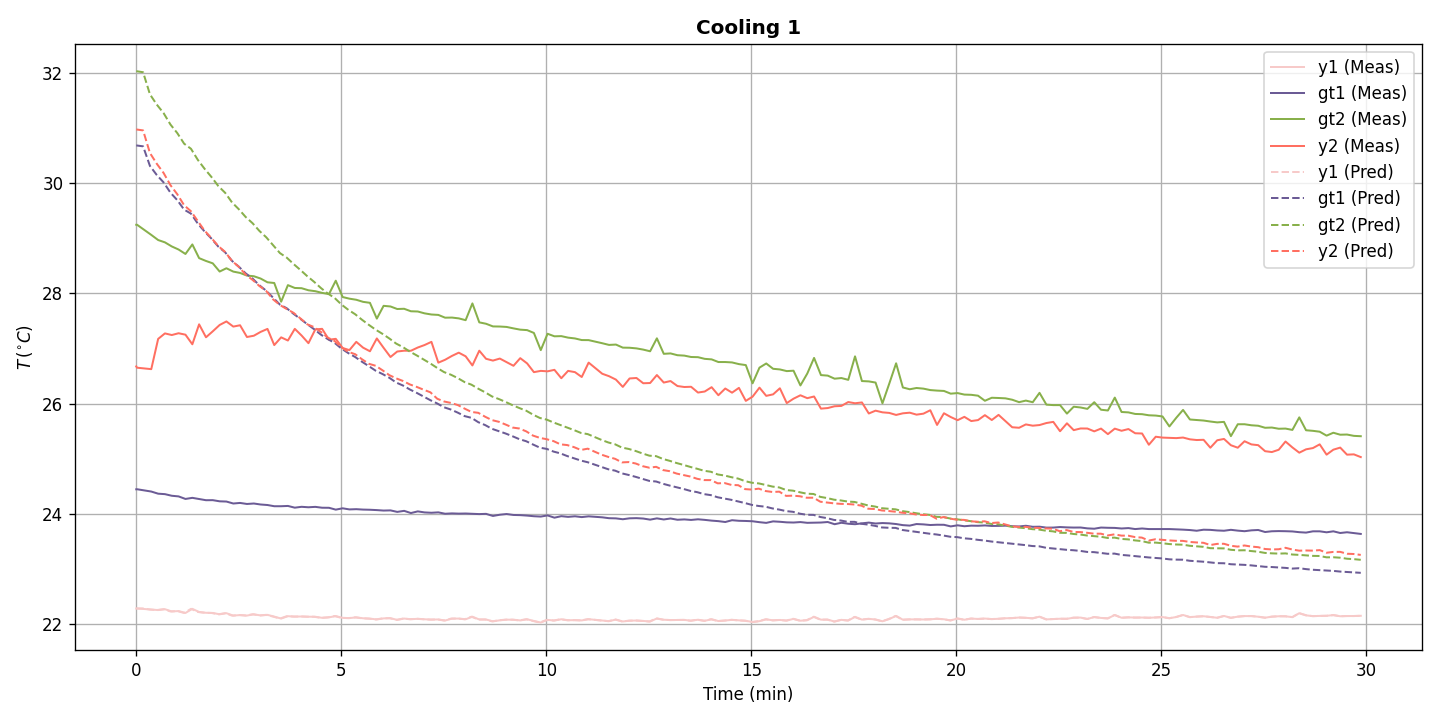 Cooling 1
T(°C)
32
30
28
26
24
22
0 5 10 15 20 25 30
Time (min)
y1 (Meas)
gt1 (Meas)
gt2 (Meas)
y2 (Meas)
y1 (Pred)
gt1 (Pred)
gt2 (Pred)
y2 (Pred)